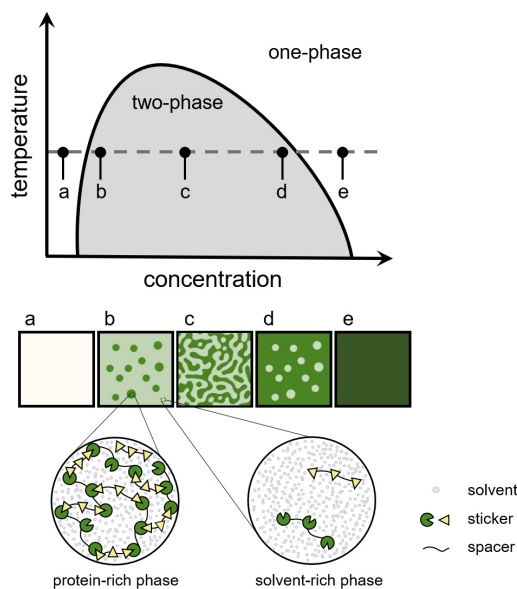 one-phase
two-phase
temperature
a
b
c
d
e
concentration
a
b
c
d
e
solvent
sticker
spacer
protein-rich phase
solvent-rich phase